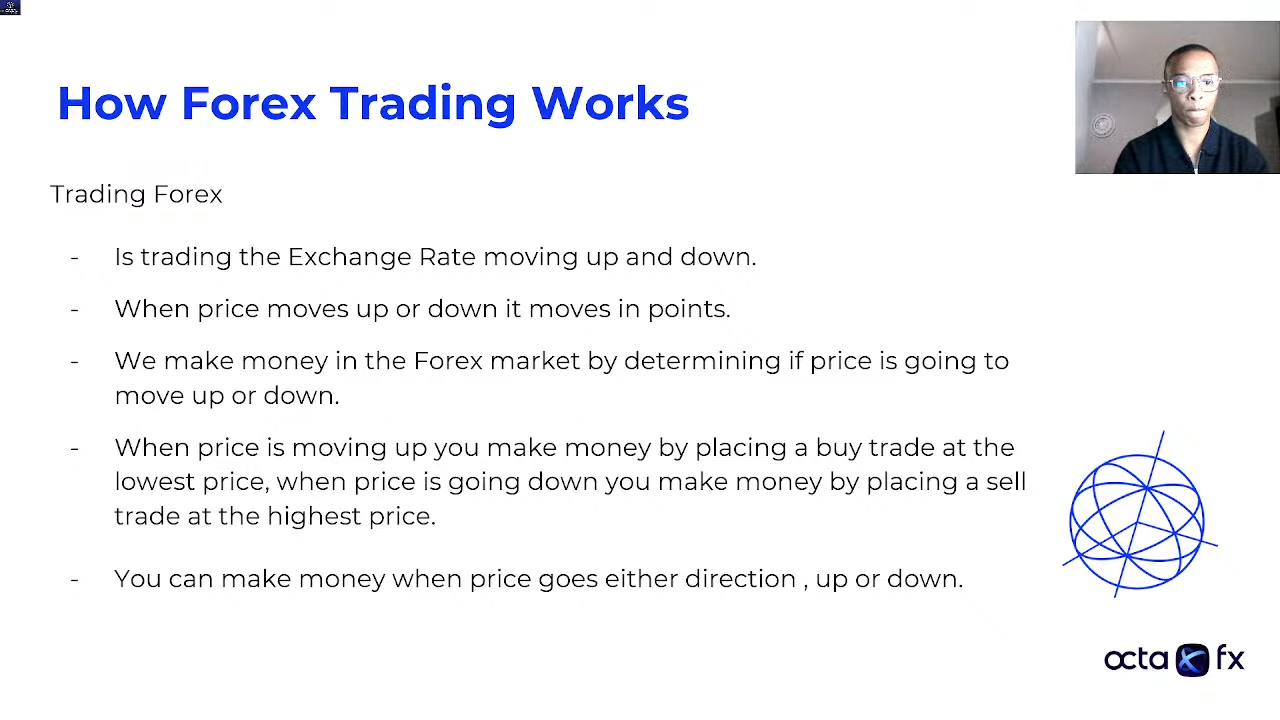 How Forex Trading Works
Trading Forex
- Is trading the Exchange Rate moving up and down.
- When price moves up or down it moves in points.
- We make money in the Forex market by determining if price is going to
move up or down.
- When price is moving up you make money by placing a buy trade at the
lowest price, when price is going down you make money by placing a sell
trade at the highest price.
- You can make money when price goes either direction , up or down.
octa fx